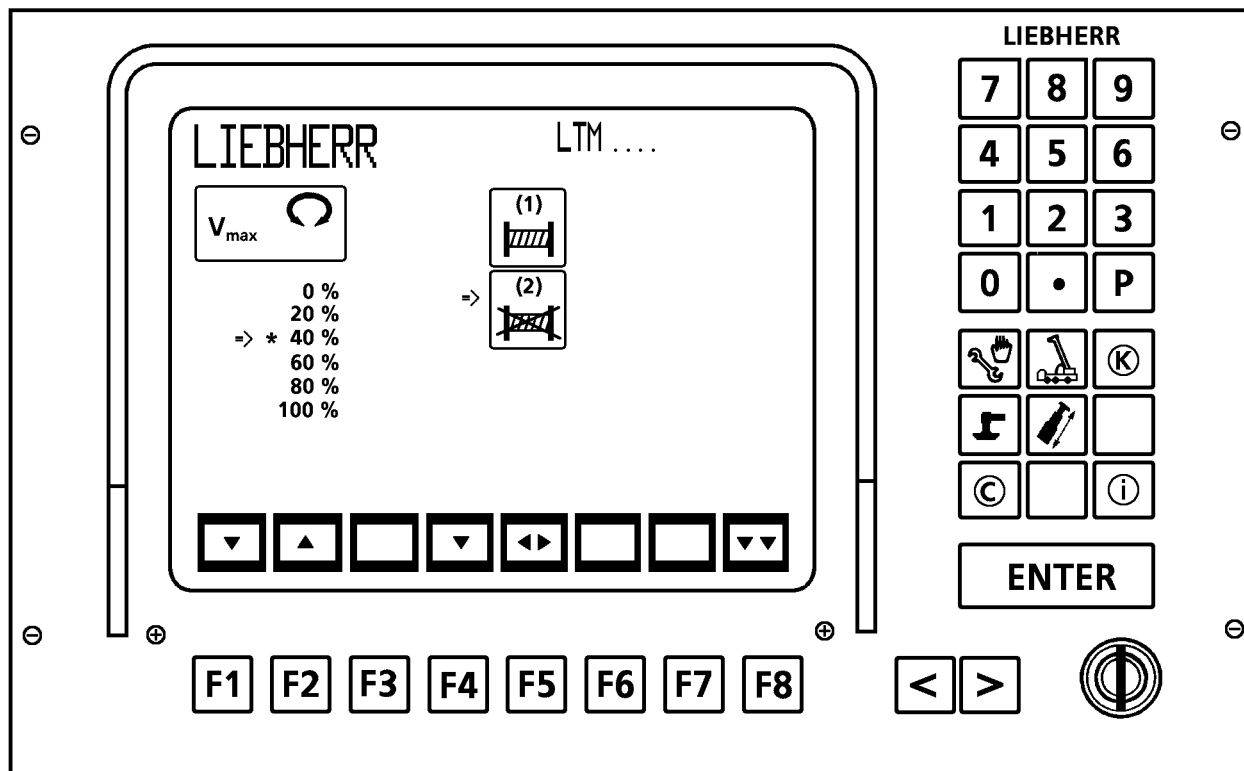 LIEBHERR
LIEBHERR LTM ....
Vmax
(1)
(2)
0 %
20 %
=> * 40 %
60 %
80 %
100 %
=>
7 8 9
4 5 6
1 2 3
0 • P
K
C i
ENTER
F1 F2 F3 F4 F5 F6 F7 F8
< >